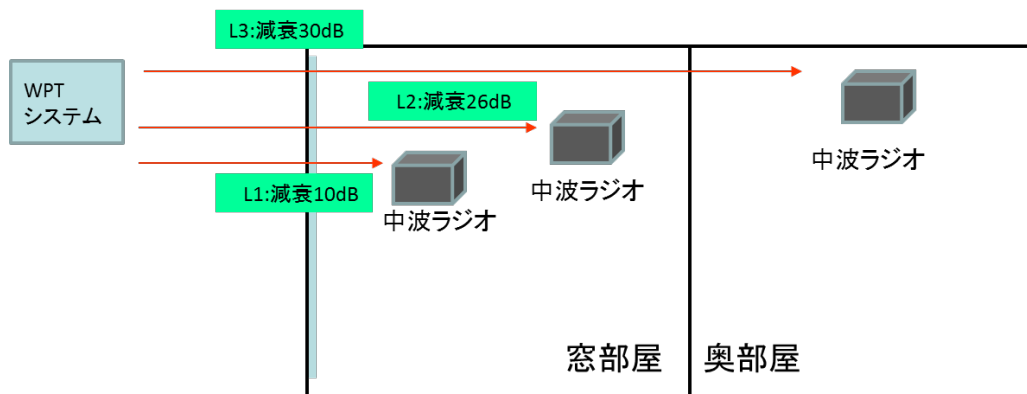 L3:減衰30dB
WPT
システム
L2:減衰26dB
中波ラジオ
中波ラジオ
L1:減衰10dB
中波ラジオ
窓部屋
奥部屋